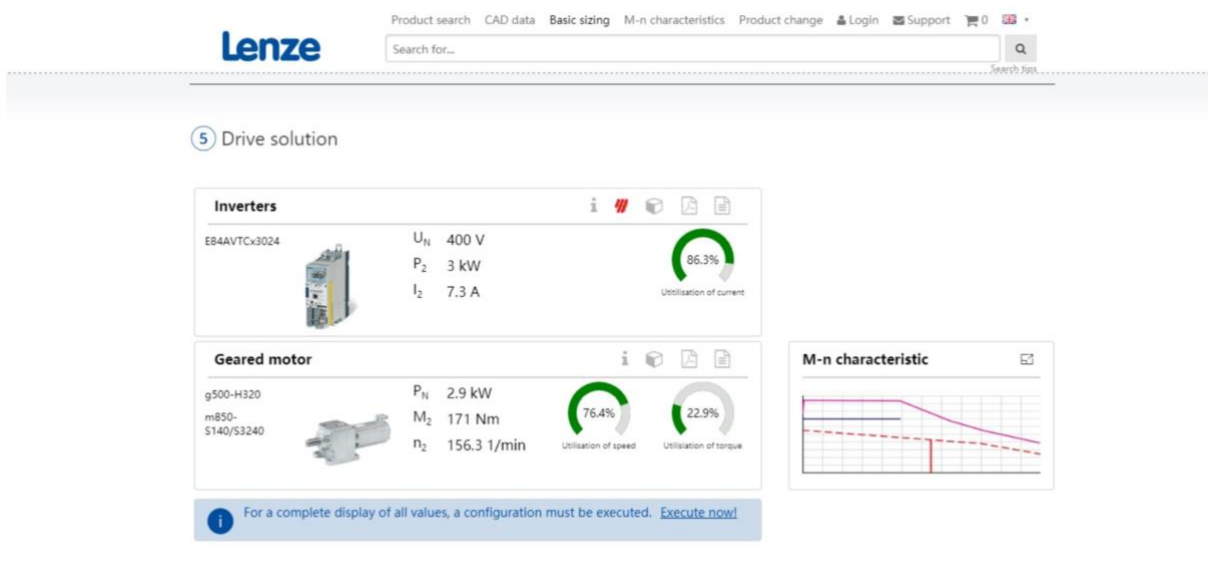 Product search CAD data Basic sizing M-n characteristics Product change Login Support 0
Lenze
Search for...
Search tips
5 Drive solution
Inverters
E84AVTCx3024
UN 400 V
P2 3 kW
I2 7.3 A
86.3%
Utitilisation of current
Geared motor
g500-H320
m850-
S140/S3240
PN 2.9 kW
M2 171 Nm
n2 156.3 1/min
76.4%
Utilisation of speed
22.9%
Utilisiation of torque
M-n characteristic
For a complete display of all values, a configuration must be executed. Execute now!